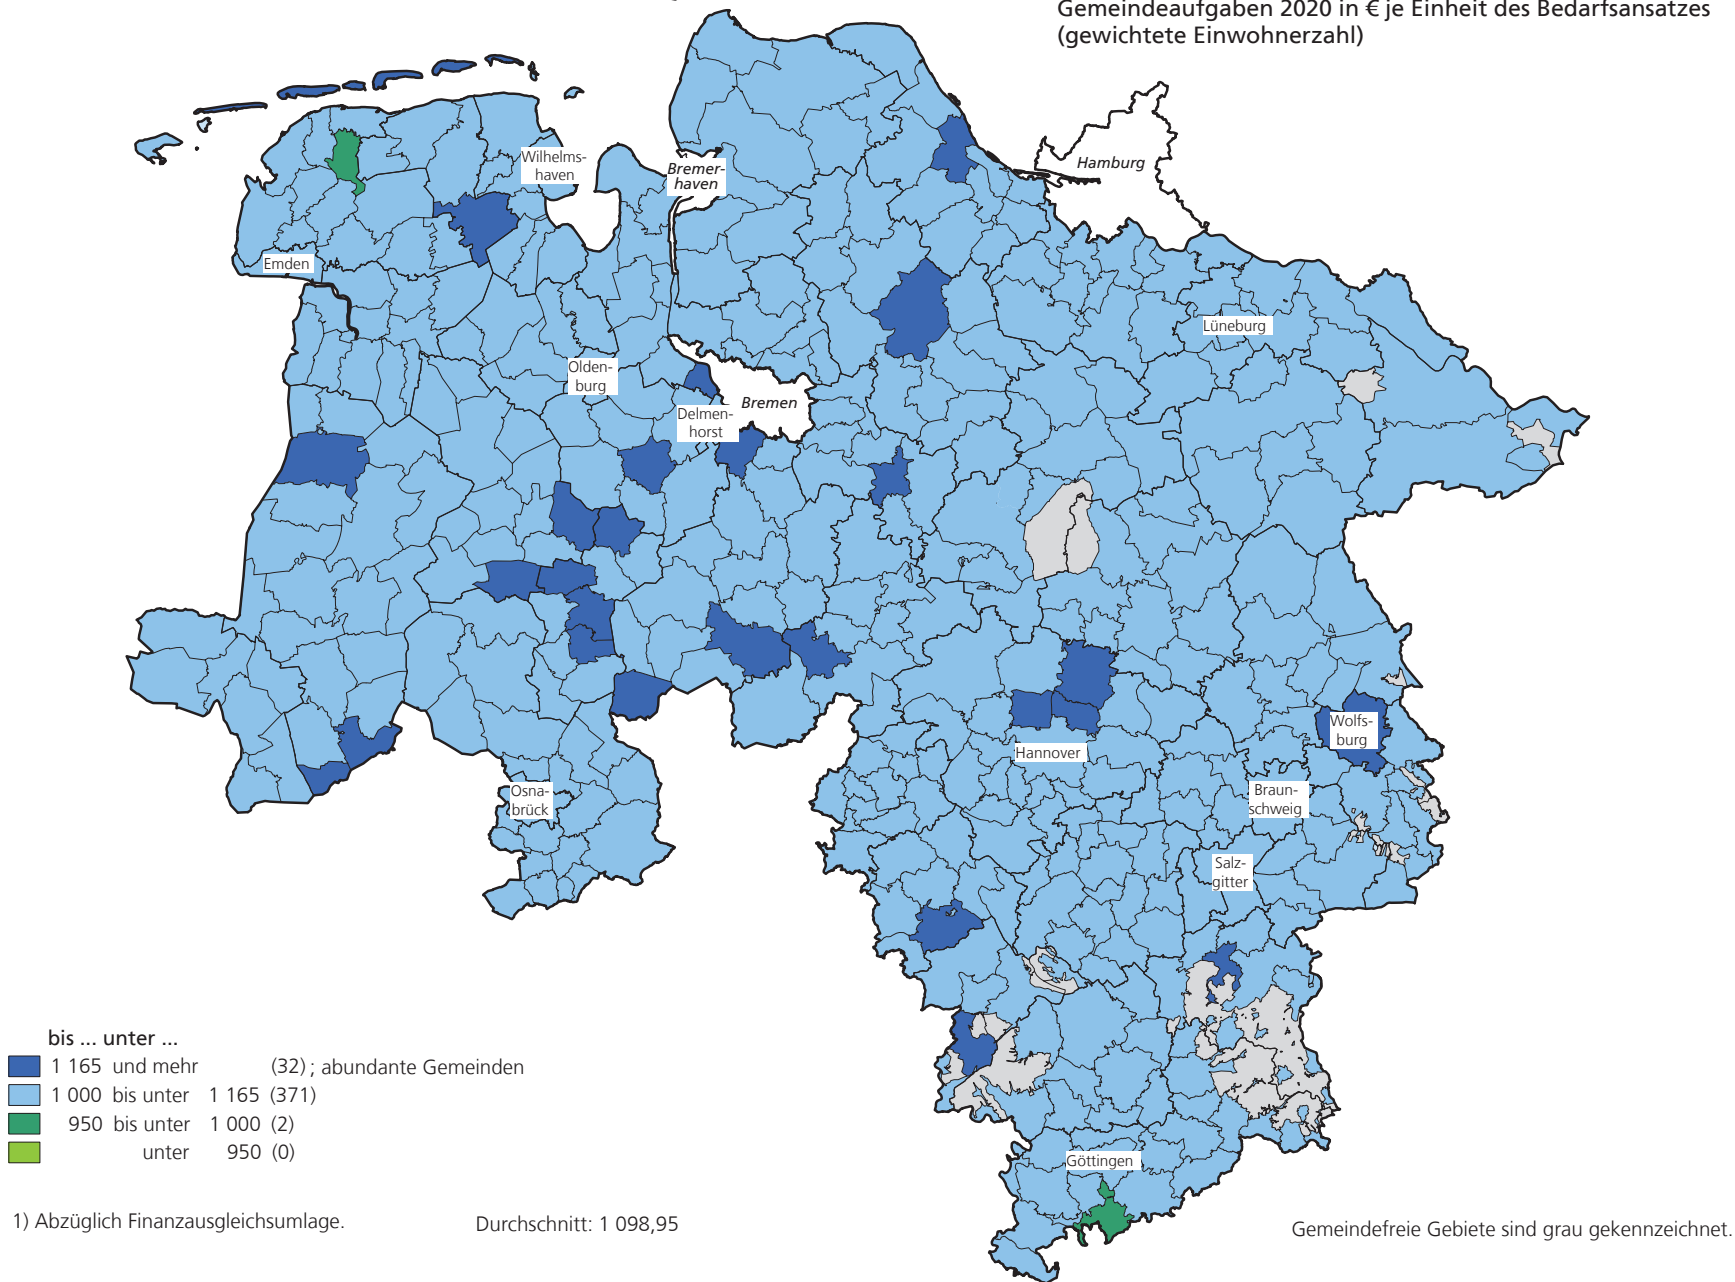 Gemeindeaufgaben 2020 in € je Einheit des Bedarfsansatzes
(gewichtete Einwohnerzahl)
Hamburg
Wilhelms-
haven
Bremer-
haven
Emden
Lüneburg
Olden-
burg
Bremen
Delmen-
horst
Wolfs-
burg
Hannover
Osna-
brück
Braun-
schweig
Salz-
gitter
Göttingen
bis ... unter ...
1 165 und mehr (32) ; abundante Gemeinden
1 000 bis unter 1 165 (371)
950 bis unter 1 000 (2)
unter 950 (0)
1) Abzüglich Finanzausgleichsumlage.
Durchschnitt: 1 098,95
Gemeindefreie Gebiete sind grau gekennzeichnet.